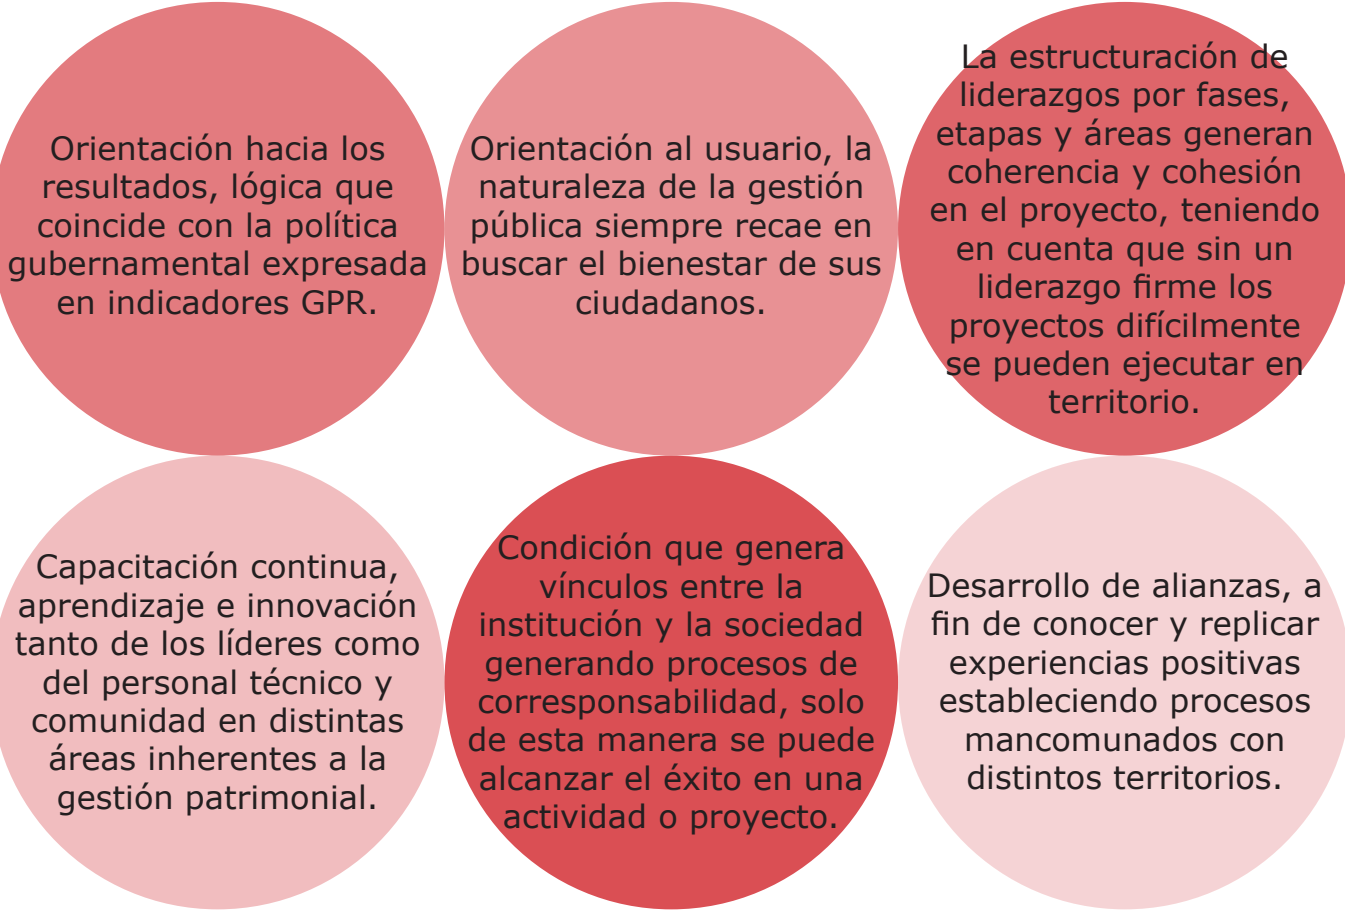 Orientación hacia los
resultados, lógica que
coincide con la política
gubernamental expresada
en indicadores GPR.
Orientación al usuario, la
naturaleza de la gestión
pública siempre recae en
buscar el bienestar de sus
ciudadanos.
La estructuración de
liderazgos por fases,
etapas y áreas generan
coherencia y cohesión
en el proyecto, teniendo
en cuenta que sin un
liderazgo firme los
proyectos difícilmente
se pueden ejecutar en
territorio.
Capacitación continua,
aprendizaje e innovación
tanto de los líderes como
del personal técnico y
comunidad en distintas
áreas inherentes a la
gestión patrimonial.
Condición que genera
vínculos entre la
institución y la sociedad
generando procesos de
corresponsabilidad, solo
de esta manera se puede
alcanzar el éxito en una
actividad o proyecto.
Desarrollo de alianzas, a
fin de conocer y replicar
experiencias positivas
estableciendo procesos
mancomunados con
distintos territorios.